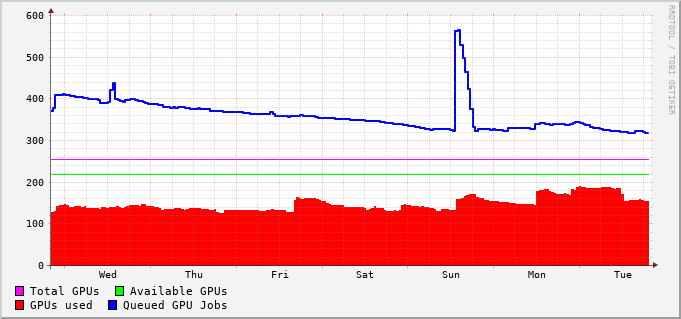 600
500
400
300
200
100
0
Wed Thu Fri Sat Sun Mon Tue
Total GPUs Available GPUs
GPUs used Queued GPU Jobs
RRDTOOL / TOBI OETIKER